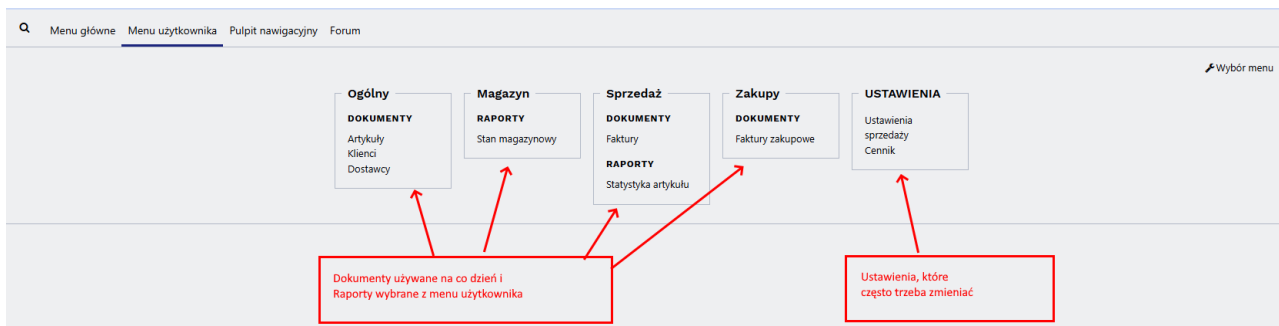 Menu główne Menu użytkownika Pulpit nawigacyjny Forum
Wybór menu
Ogólny
DOKUMENTY
Artykuły
Klienci
Dostawcy
Magazyn
RAPORTY
Stan magazynowy
Sprzedaż
DOKUMENTY
Faktury
RAPORTY
Statystyka artykułu
Zakupy
DOKUMENTY
Faktury zakupowe
USTAWIENIA
Ustawienia
sprzedaży
Cennik
Dokumenty używane na co dzień i
Raporty wybrane z menu użytkownika
Ustawienia, które
często trzeba zmieniać